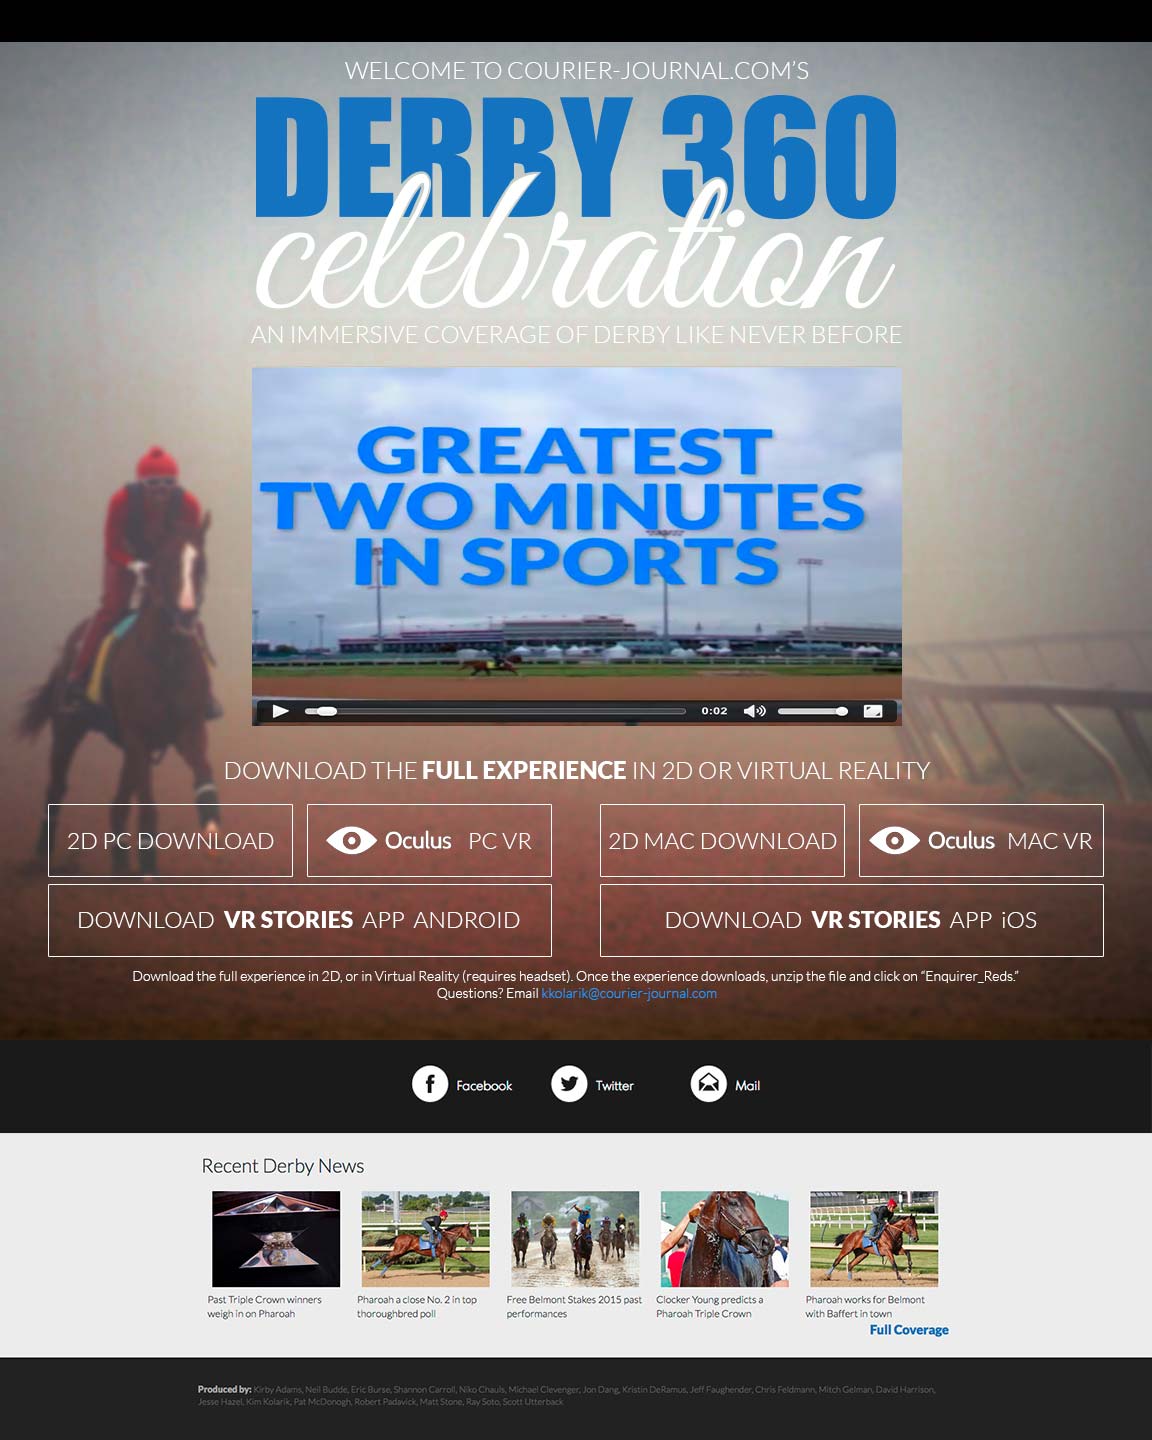 WELCOME TO COURIER-JOURNAL.COM'S
DERBY 360
celebration
AN IMMERSIVE COVERAGE OF DERBY LIKE NEVER BEFORE
GREATEST
TWO MINUTES
IN SPORTS
0:02
DOWNLOAD THE FULL EXPERIENCE IN 2D OR VIRTUAL REALITY
2D PC DOWNLOAD
Oculus PC VR
2D MAC DOWNLOAD
Oculus MAC VR
DOWNLOAD VR STORIES APP ANDROID
DOWNLOAD VR STORIES APP iOS
Download the full experience in 2D, or in Virtual Reality (requires headset). Once the experience downloads, unzip the file and click on “Enquirer_Reds.”
Questions? Email kkolarik@courier-journal.com
Facebook
Twitter
Mail
Recent Derby News
Past Triple Crown winners
weigh in on Pharoah
Pharoah a close No. 2 in top
thoroughbred poll
Free Belmont Stakes 2015 past
performances
Clocker Young predicts a
Pharoah Triple Crown
Pharoah works for Belmont
with Baffert in town
Full Coverage
Produced by: Kirby Adams, Neil Budde, Eric Burse, Shannon Carroll, Niko Chauls, Michael Clevenger, Jon Dang, Kristin DeRamus, Jeff Faughender, Chris Feldmann, Mitch Gelman, David Harrison,
Jesse Hazel, Kim Kolarik, Pat McDonogh, Robert Padavick, Matt Stone, Ray Soto, Scott Utterback